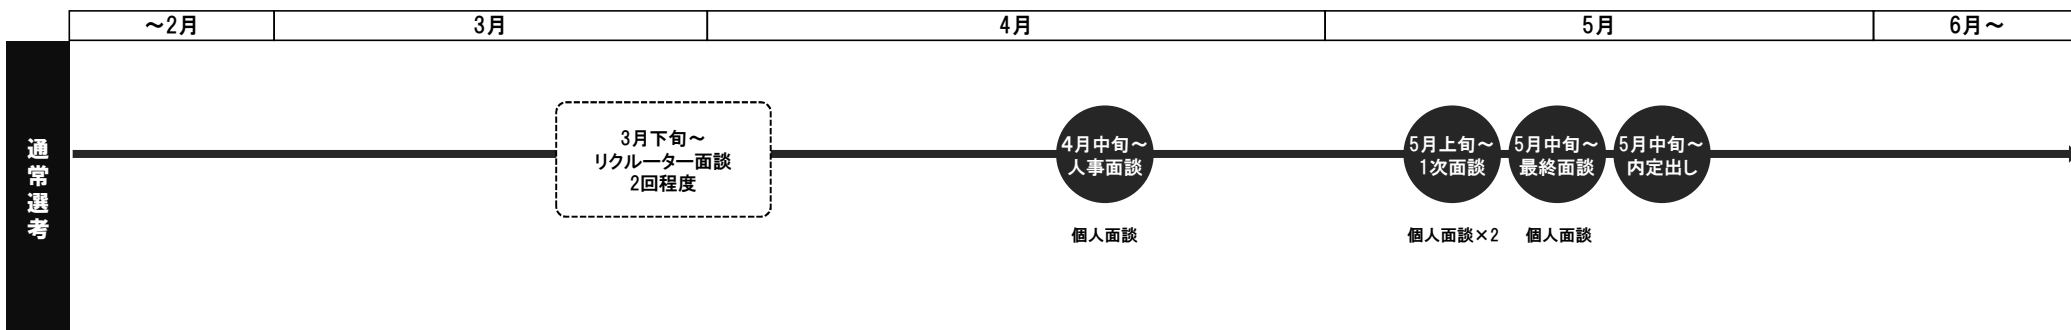 ～2月
3月
4月
5月
6月～
通常選考
3月下旬～
リクルーター面談
2回程度
4月中旬～
人事面談
5月上旬～
1次面談
5月中旬～
最終面談
5月中旬～
内定出し
個人面談
個人面談×2
個人面談